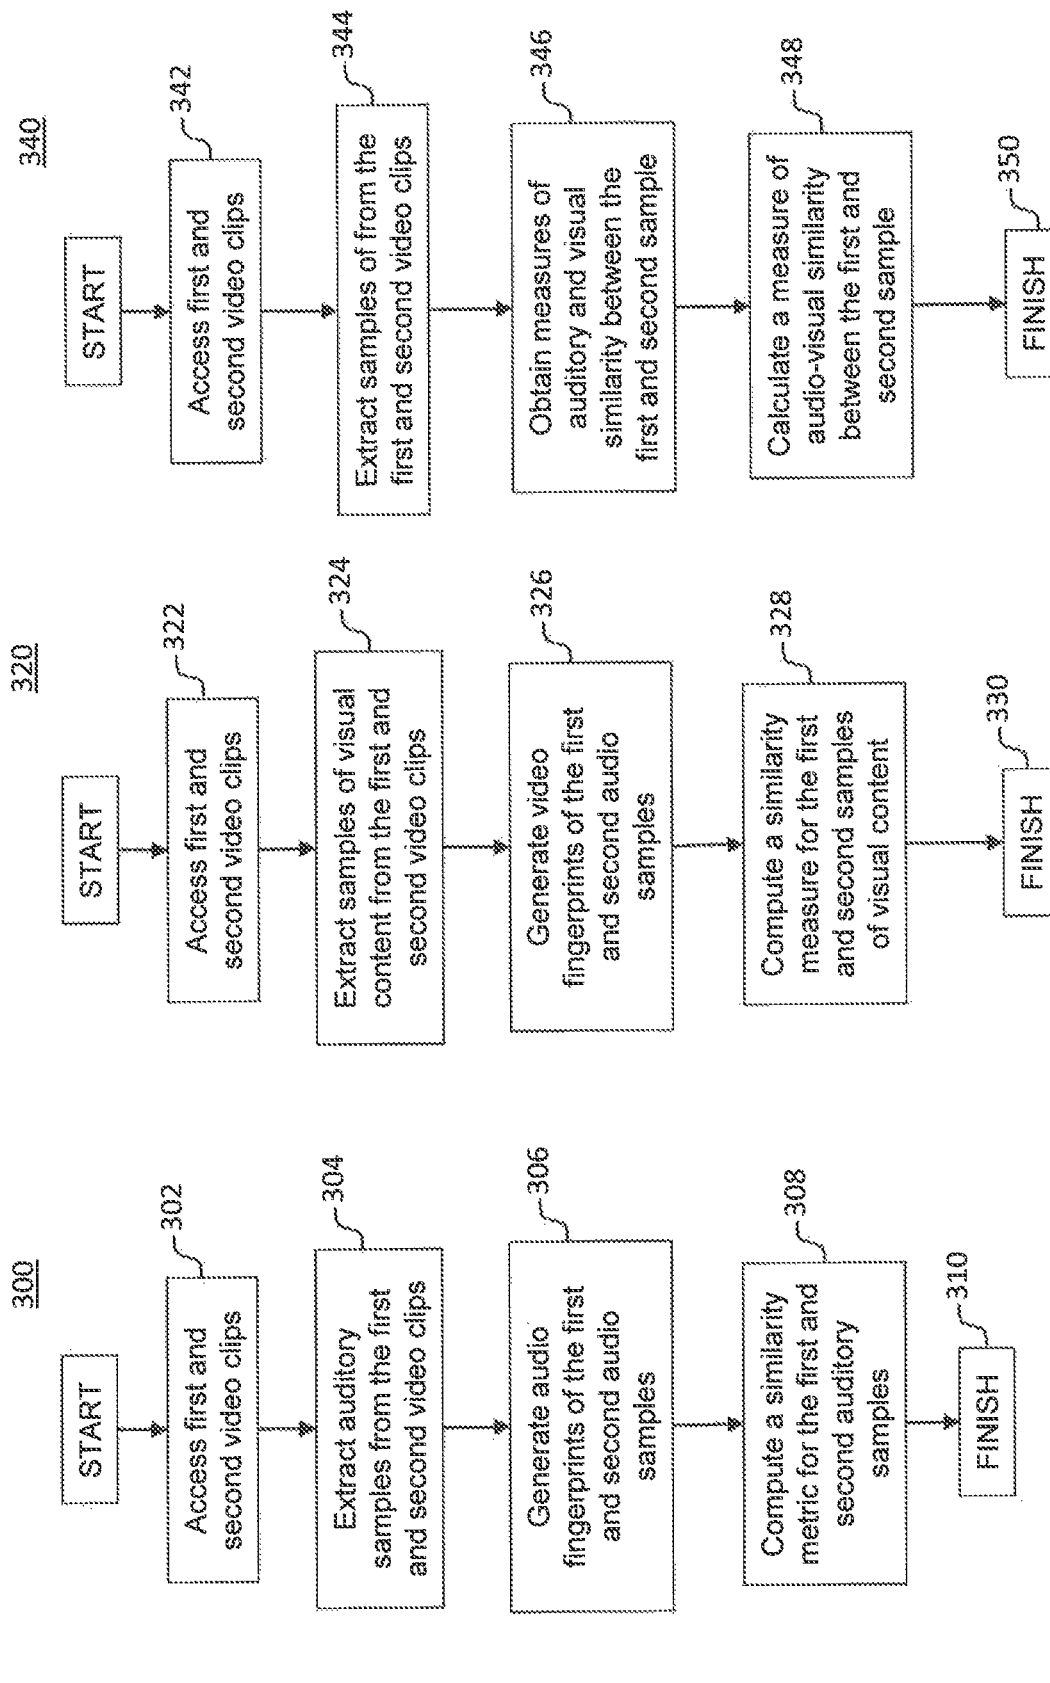 300
START
Access first and
second video clips
302
Extract auditory
samples from the first
and second video clips
304
Generate audio
fingerprints of the first
and second audio
samples
306
Compute a similarity
metric for the first and
second auditory
samples
308
FINISH
310
320
START
Access first and
second video clips
322
Extract samples of visual
content from the first and
second video clips
324
Generate video
fingerprints of the first
and second audio
samples
326
Compute a similarity
measure for the first
and second samples
of visual content
328
FINISH
330
340
START
Access first and
second video clips
342
Extract samples of from the
first and second video clips
344
Obtain measures of
auditory and visual
similarity between the
first and second sample
346
Calculate a measure of
audio-visual similarity
between the first and
second sample
348
FINISH
350